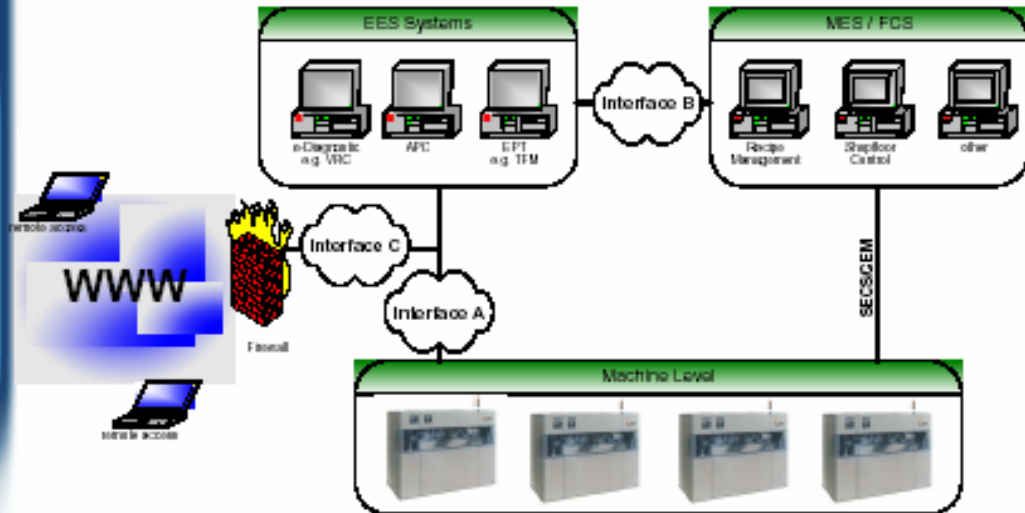 EES Systems
MES / FCS
e-Diagnostic
e.g. VRC
APC
EPT
e.g. TFM
Interface B
Recipe
Management
Shopfloor
Control
other
remote access
WWW
Firewall
Interface C
Interface A
SECS/GEM
Machine Level
remote access